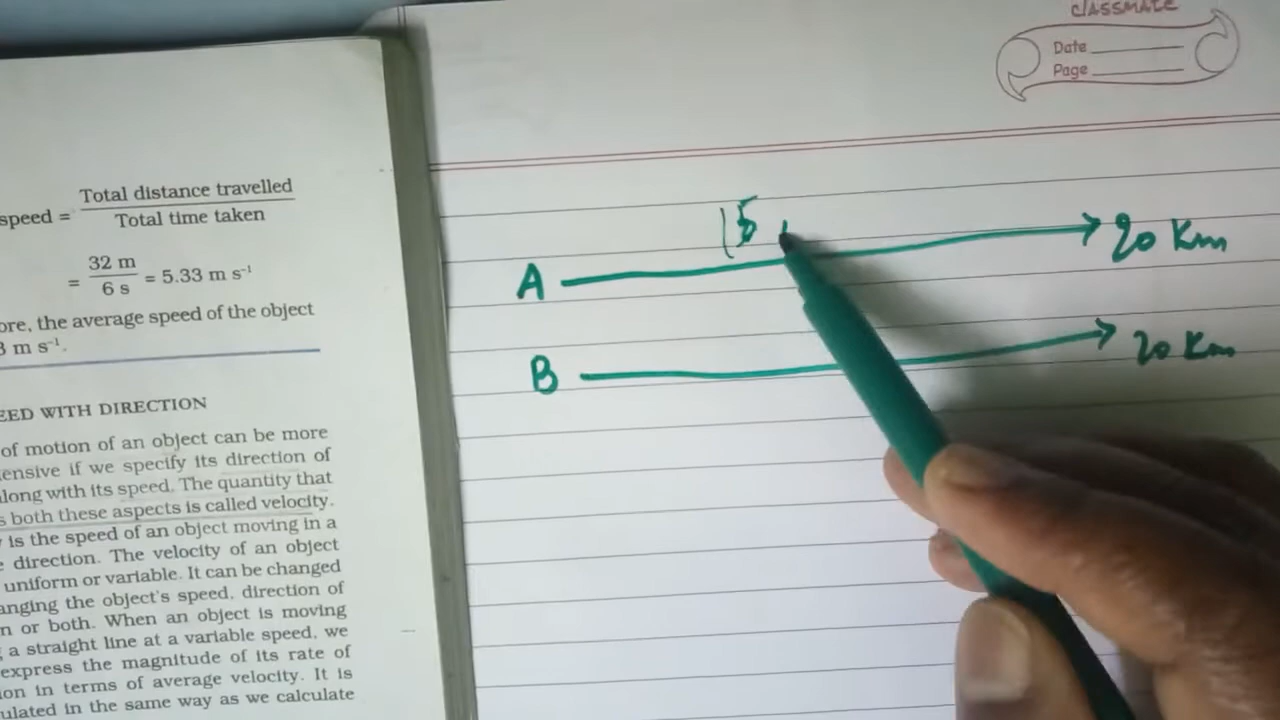 speed = Total distance travelled
Total time taken
= 32 m
6 s
= 5.33 m s⁻¹
ore, the average speed of the object
3 m s⁻¹.
EED WITH DIRECTION
of motion of an object can be more
ensive if we specify its direction of
along with its speed. The quantity that
s both these aspects is called velocity.
y is the speed of an object moving in a
e direction. The velocity of an object
uniform or variable. It can be changed
anging the object's speed, direction of
n or both. When an object is moving
g a straight line at a variable speed, we
express the magnitude of its rate of
ion in terms of average velocity. It is
ulated in the same way as we calculate
CLASSMATE
Date
Page
15
A 20 Km
B 20 Km